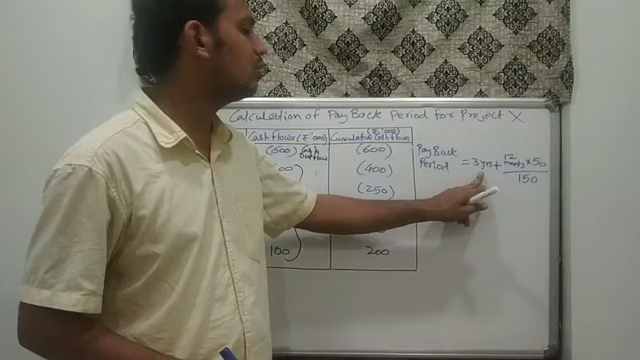 Calculation of Pay Back Period for Project X.
Cash flows (₹'000)
(₹'000)
Cumulative Cash flows
(600) Cash Outflow
(600)
00
(400)
(250)
100
200
Pay Back
Period = 3 yrs + 12 months × 50
150